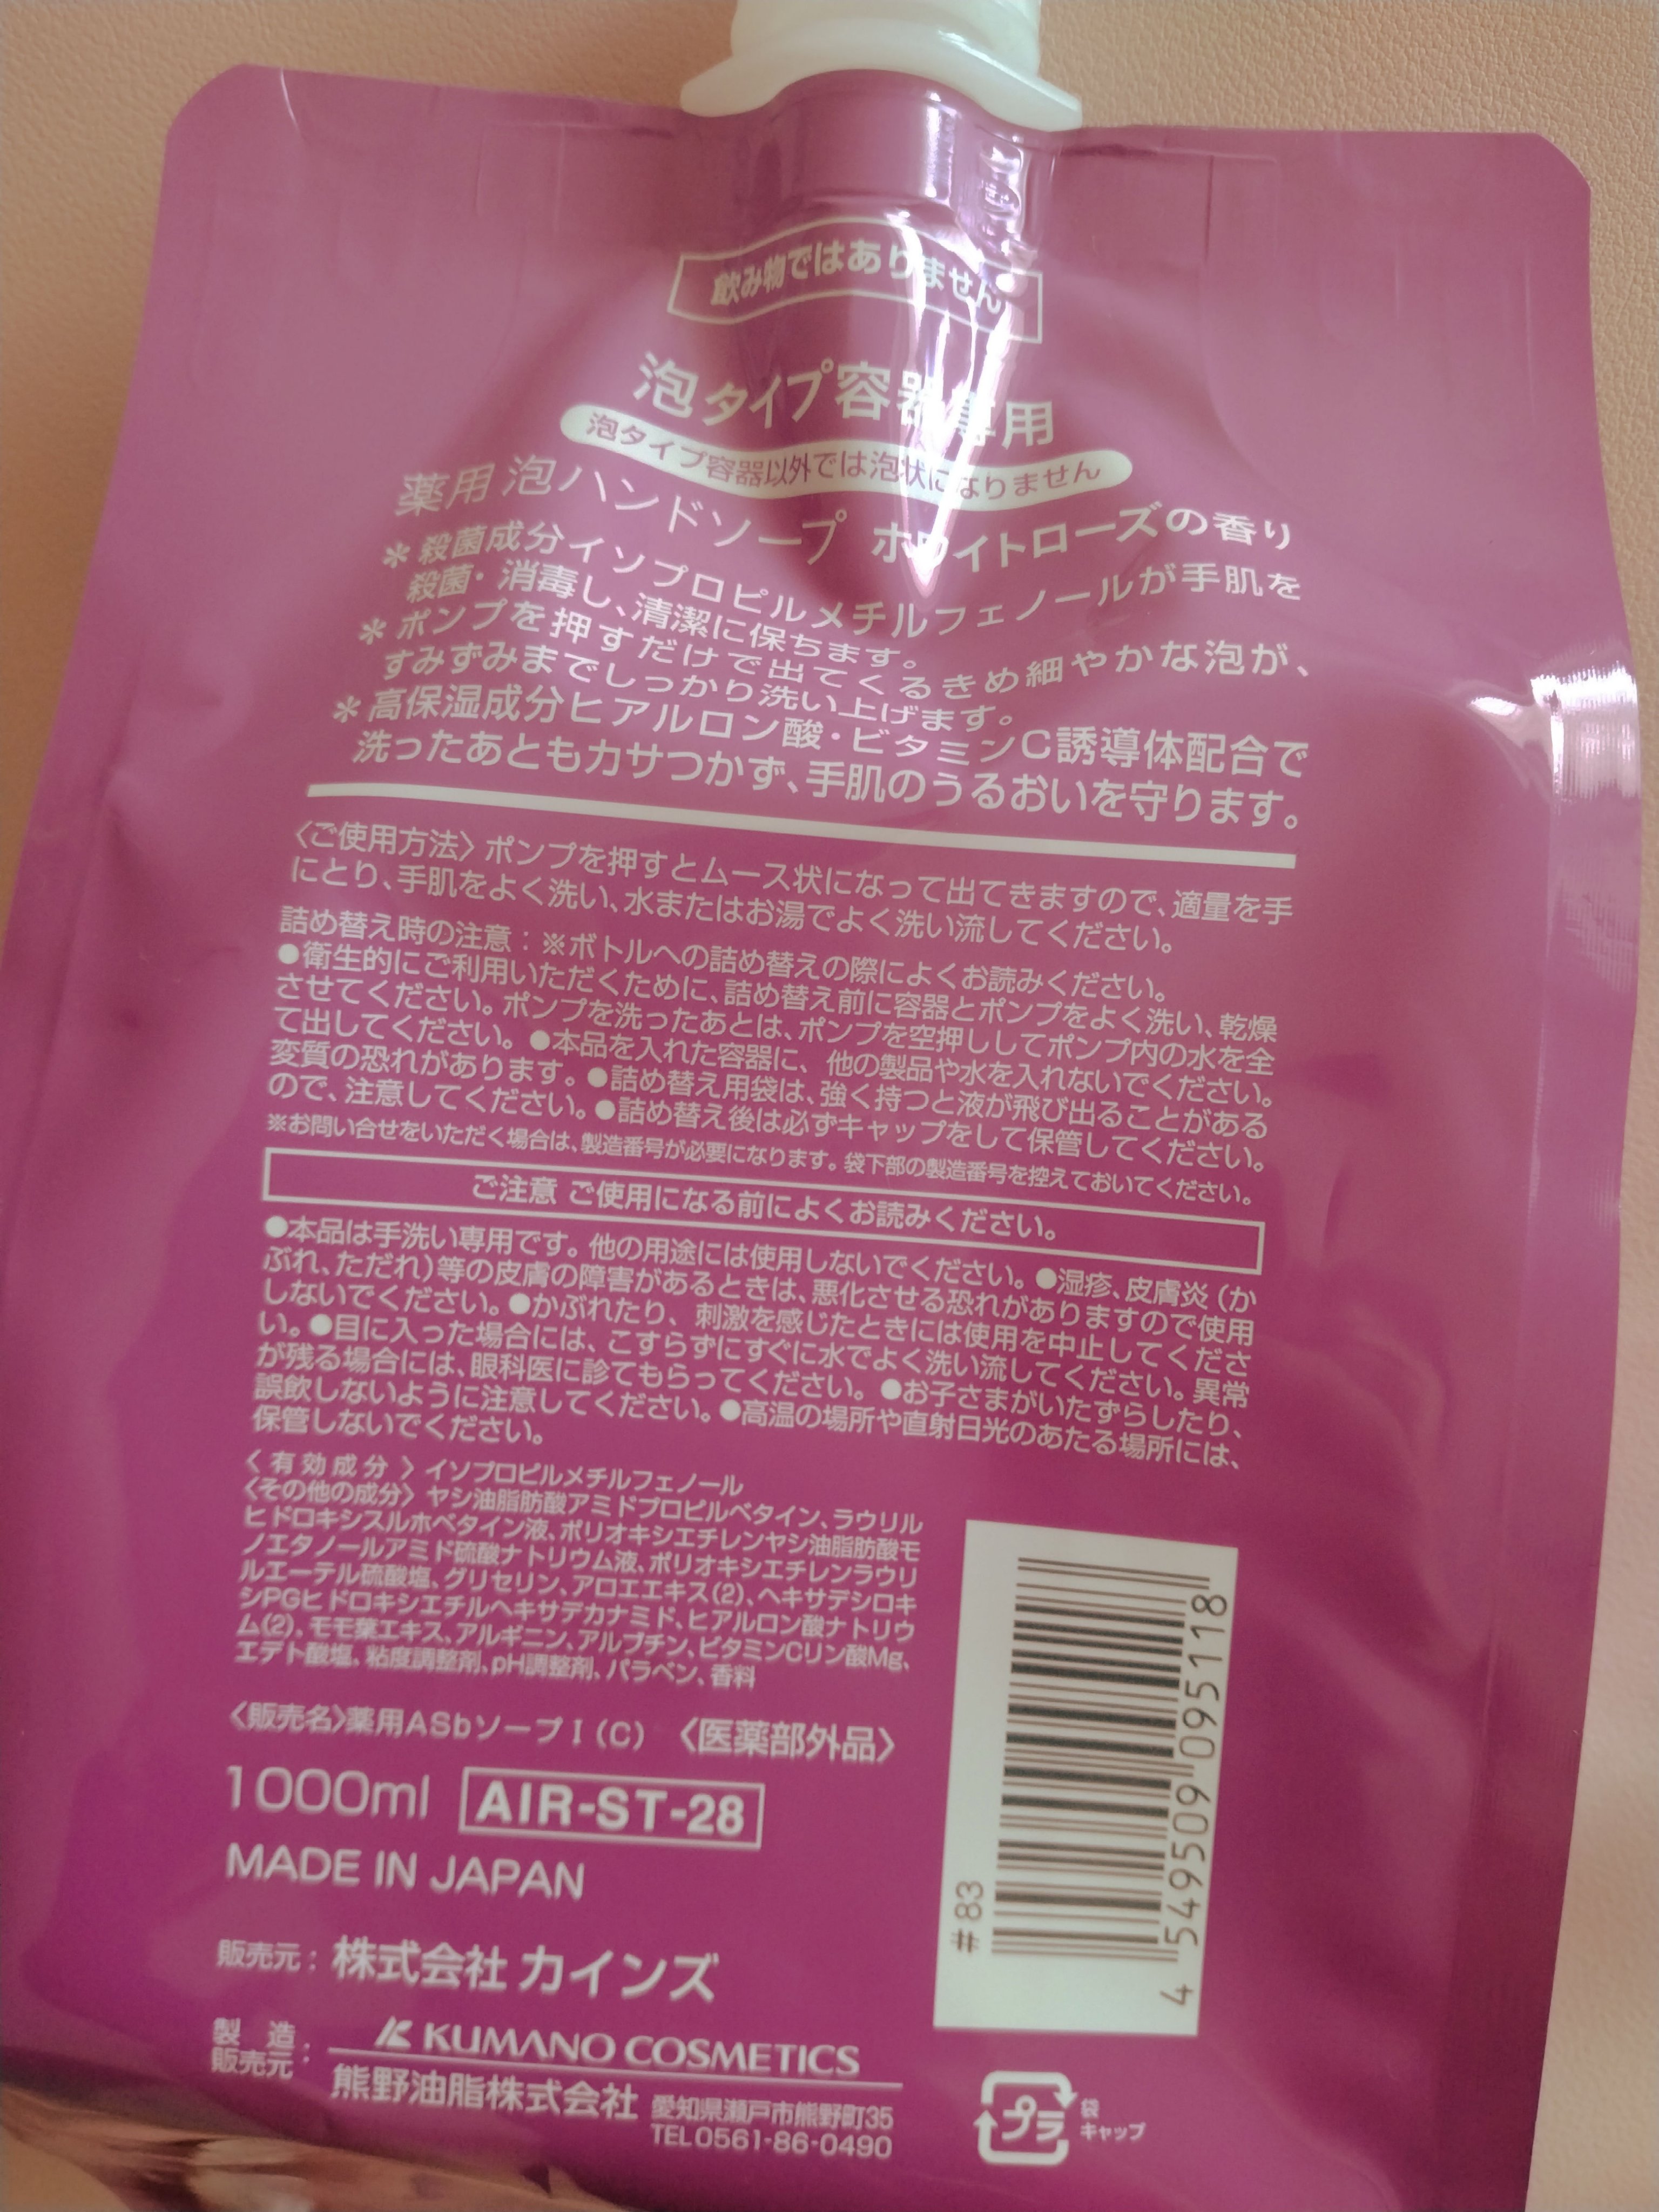 飲み物ではありません
泡タイプ容器専用
泡タイプ容器以外では泡状になりません
薬用 泡ハンドソープ ホワイトローズの香り
＊殺菌成分イソプロピルメチルフェノールが手肌を
殺菌・消毒し、清潔に保ちます。
＊ポンプを押すだけで出てくるきめ細やかな泡が、
すみずみまでしっかり洗い上げます。
＊高保湿成分ヒアルロン酸・ビタミンC誘導体配合で
洗ったあともカサつかず、手肌のうるおいを守ります。
〈ご使用方法〉ポンプを押すとムース状になって出てきますので、適量を手
にとり、手肌をよく洗い、水またはお湯でよく洗い流してください。
詰め替え時の注意：※ボトルへの詰め替えの際によくお読みください。
●衛生的にご利用いただくために、詰め替え前に容器とポンプをよく洗い、乾燥
させてください。ポンプを洗ったあとは、ポンプを空押ししてポンプ内の水を全
て出してください。●本品を入れた容器に、他の製品や水を入れないでください。
変質の恐れがあります。●詰め替え用袋は、強く持つと液が飛び出ることがある
ので、注意してください。●詰め替え後は必ずキャップをして保管してください。
※お問い合せをいただく場合は、製造番号が必要になります。袋下部の製造番号を控えておいてください。
ご注意 ご使用になる前によくお読みください。
●本品は手洗い専用です。他の用途には使用しないでください。●湿疹、皮膚炎（か
ぶれ、ただれ）等の皮膚の障害があるときは、悪化させる恐れがありますので使用
しないでください。●かぶれたり、刺激を感じたときには使用を中止してくださ
い。●目に入った場合には、こすらずにすぐに水でよく洗い流してください。異常
が残る場合には、眼科医に診てもらってください。●お子さまがいたずらしたり、
誤飲しないように注意してください。●高温の場所や直射日光のあたる場所には、
保管しないでください。
〈有効成分〉イソプロピルメチルフェノール
〈その他の成分〉ヤシ油脂肪酸アミドプロピルベタイン、ラウリル
ヒドロキシスルホベタイン液、ポリオキシエチレンヤシ油脂肪酸モ
ノエタノールアミド硫酸ナトリウム液、ポリオキシエチレンラウリ
ルエーテル硫酸塩、グリセリン、アロエエキス(2)、ヘキサデシロキ
シPGヒドロキシエチルヘキサデカナミド、ヒアルロン酸ナトリウ
ム(2)、モモ葉エキス、アルギニン、アルブチン、ビタミンCリン酸Mg、
エデト酸塩、粘度調整剤、pH調整剤、パラベン、香料
〈販売名〉薬用ASbソープI（C） 〈医薬部外品〉
1000ml AIR-ST-28
MADE IN JAPAN
販売元：株式会社 カインズ
製造
販売元：
KUMANO COSMETICS
熊野油脂株式会社 愛知県瀬戸市熊野町35
TEL 0561-86-0490
#83
4 549509 095118
プラ
袋
キャップ